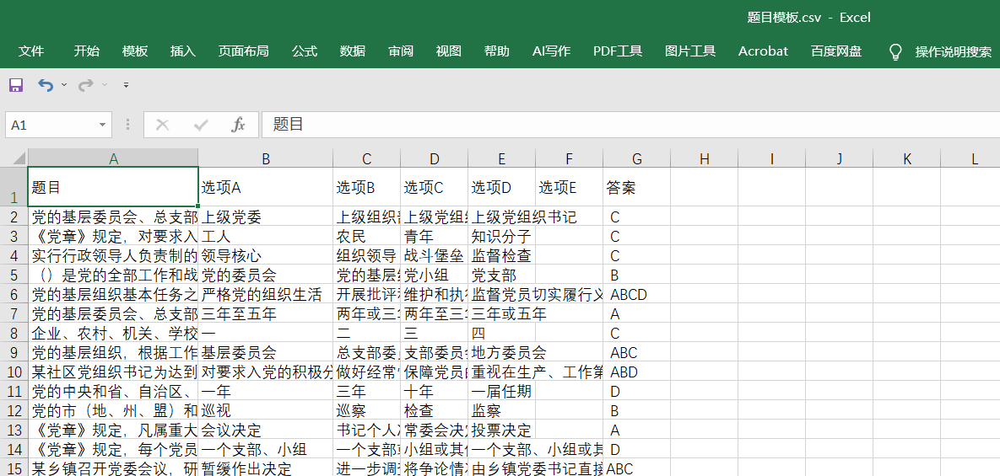 题目模板.csv - Excel
文件 开始 模板 插入 页面布局 公式 数据 审阅 视图 帮助 AI写作 PDF工具 图片工具 Acrobat 百度网盘 操作说明搜索
A1 fx 题目
A B C D E F G H I J K L
1 题目 选项A 选项B 选项C 选项D 选项E 答案
2 党的基层委员会、总支部 上级党委 上级组织 上级党组 上级党组织书记 C
3 《党章》规定，对要求入 工人 农民 青年 知识分子 C
4 实行行政领导人负责制的 领导核心 组织领导 战斗堡垒 监督检查 C
5 （）是党的全部工作和战 党的委员会 党的基层 党小组 党支部 B
6 党的基层组织基本任务之 严格党的组织生活 开展批评 维护和执 监督党员切实履行义 ABCD
7 党的基层委员会、总支部 三年至五年 两年或三 两年至三 三年或五年 A
8 企业、农村、机关、学校 一 二 三 四 C
9 党的基层组织，根据工作 基层委员会 总支部委 支部委员 地方委员会 ABC
10 某社区党组织书记为达到 对要求入党的积极分 做好经常 保障党员 重视在生产、工作第 ABD
11 党的中央和省、自治区、 一年 三年 十年 一届任期 D
12 党的市（地、州、盟）和 巡视 巡察 检查 监察 B
13 《党章》规定，凡属重大 会议决定 书记个人 常委会决 投票决定 A
14 《党章》规定，每个党员 一个支部、小组 一个支部 小组或其 一个支部、小组或其 D
15 某乡镇召开党委会议，研 暂缓作出决定 进一步调 将争论情 由乡镇党委书记直接 ABC